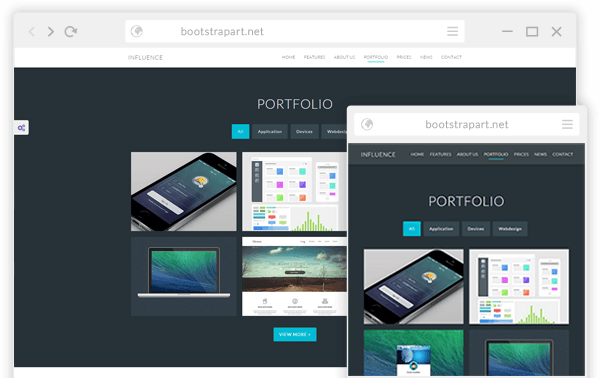 bootstrapart.net
INFLUENCE HOME FEATURES ABOUT US PORTFOLIO PRICES NEWS CONTACT
PORTFOLIO
All Application Devices Webdesign
VIEW MORE
bootstrapart.net
INFLUENCE HOME FEATURES ABOUT US PORTFOLIO PRICES NEWS CONTACT
PORTFOLIO
All Application Devices Webdesign